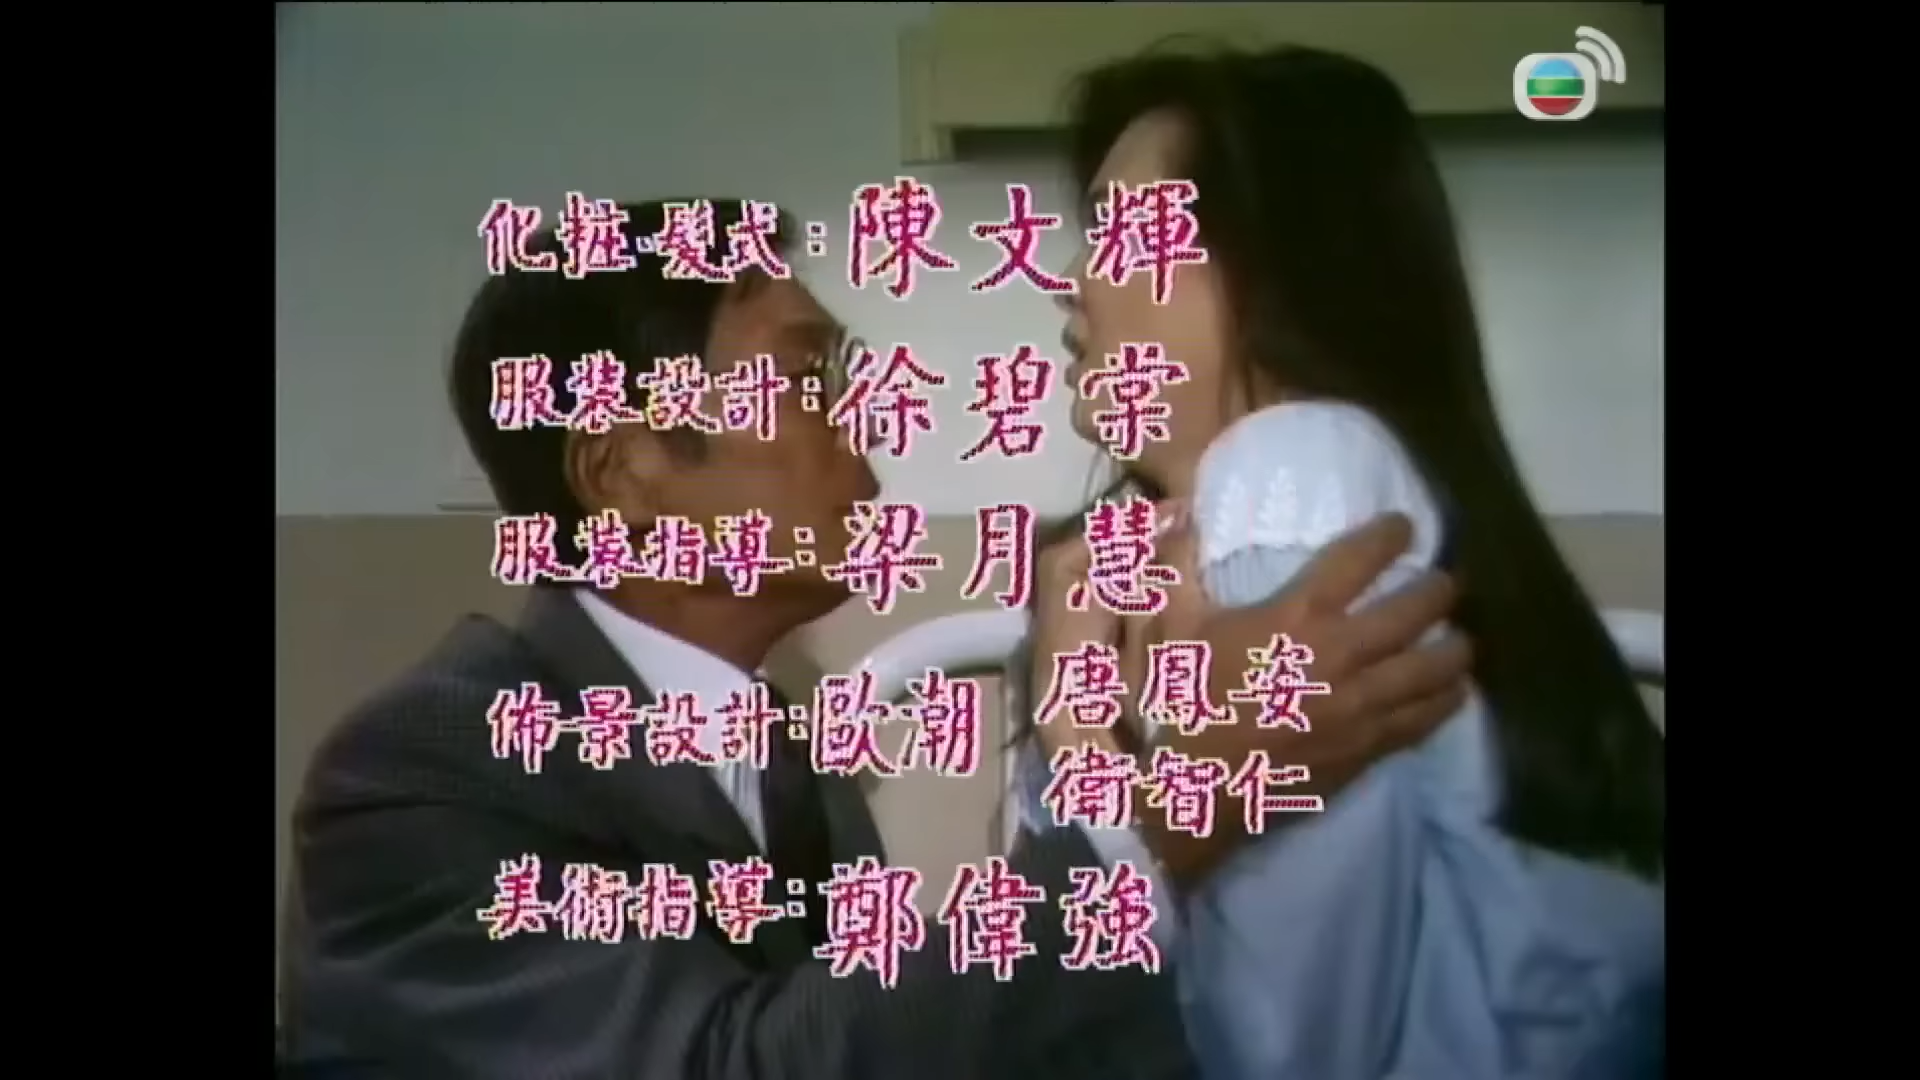 化粧、髮式:陳文輝
服裝設計:徐碧棠
服裝指導:梁月慧
佈景設計:歐潮 唐鳳姿
衛智仁
美術指導:鄭偉強